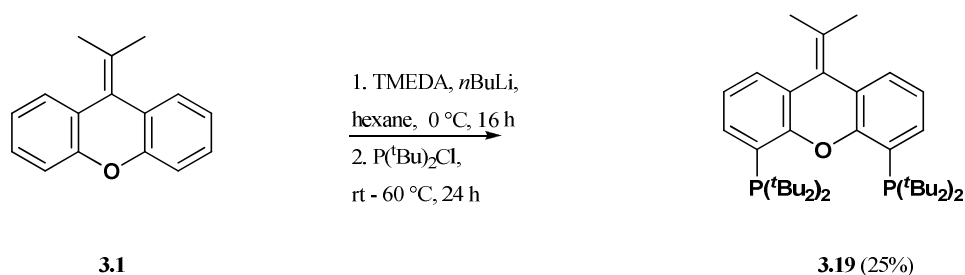 1. TMEDA, nBuLi,
hexane, 0 °C, 16 h
2. P(ᵗBu)₂Cl,
rt - 60 °C, 24 h
O
O
P(ᵗBu₂)₂
P(ᵗBu₂)₂
3.1
3.19 (25%)